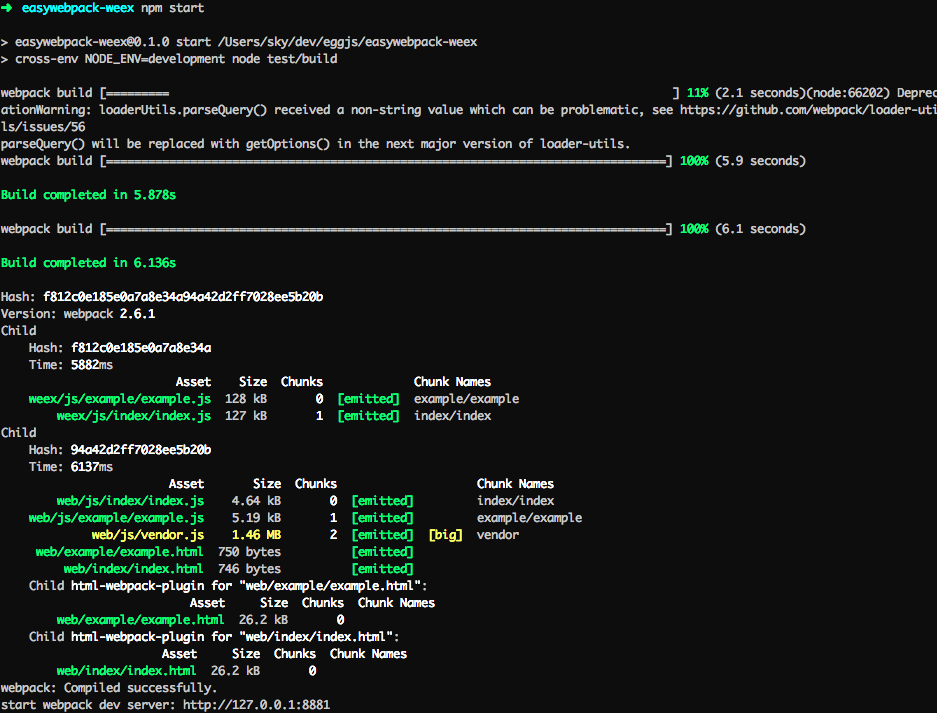 ➜ easywebpack-weex npm start
> easywebpack-weex@0.1.0 start /Users/sky/dev/eggjs/easywebpack-weex
> cross-env NODE_ENV=development node test/build
webpack build [=========                                                                        ] 11% (2.1 seconds)(node:66202) Deprec
ationWarning: loaderUtils.parseQuery() received a non-string value which can be problematic, see https://github.com/webpack/loader-uti
ls/issues/56
parseQuery() will be replaced with getOptions() in the next major version of loader-utils.
webpack build [================================================================================] 100% (5.9 seconds)
Build completed in 5.878s
webpack build [================================================================================] 100% (6.1 seconds)
Build completed in 6.136s
Hash: f812c0e185e0a7a8e34a94a42d2ff7028ee5b20b
Version: webpack 2.6.1
Child
    Hash: f812c0e185e0a7a8e34a
    Time: 5882ms
                         Asset    Size  Chunks             Chunk Names
    weex/js/example/example.js  128 kB       0  [emitted]  example/example
        weex/js/index/index.js  127 kB       1  [emitted]  index/index
Child
    Hash: 94a42d2ff7028ee5b20b
    Time: 6137ms
                        Asset       Size  Chunks                    Chunk Names
        web/js/index/index.js    4.64 kB       0  [emitted]         index/index
    web/js/example/example.js    5.19 kB       1  [emitted]         example/example
             web/js/vendor.js    1.46 MB       2  [emitted]  [big]  vendor
     web/example/example.html  750 bytes          [emitted]
         web/index/index.html  746 bytes          [emitted]
    Child html-webpack-plugin for "web/example/example.html":
                           Asset     Size  Chunks  Chunk Names
        web/example/example.html  26.2 kB       0
    Child html-webpack-plugin for "web/index/index.html":
                       Asset     Size  Chunks  Chunk Names
        web/index/index.html  26.2 kB       0
webpack: Compiled successfully.
start webpack dev server: http://127.0.0.1:8881